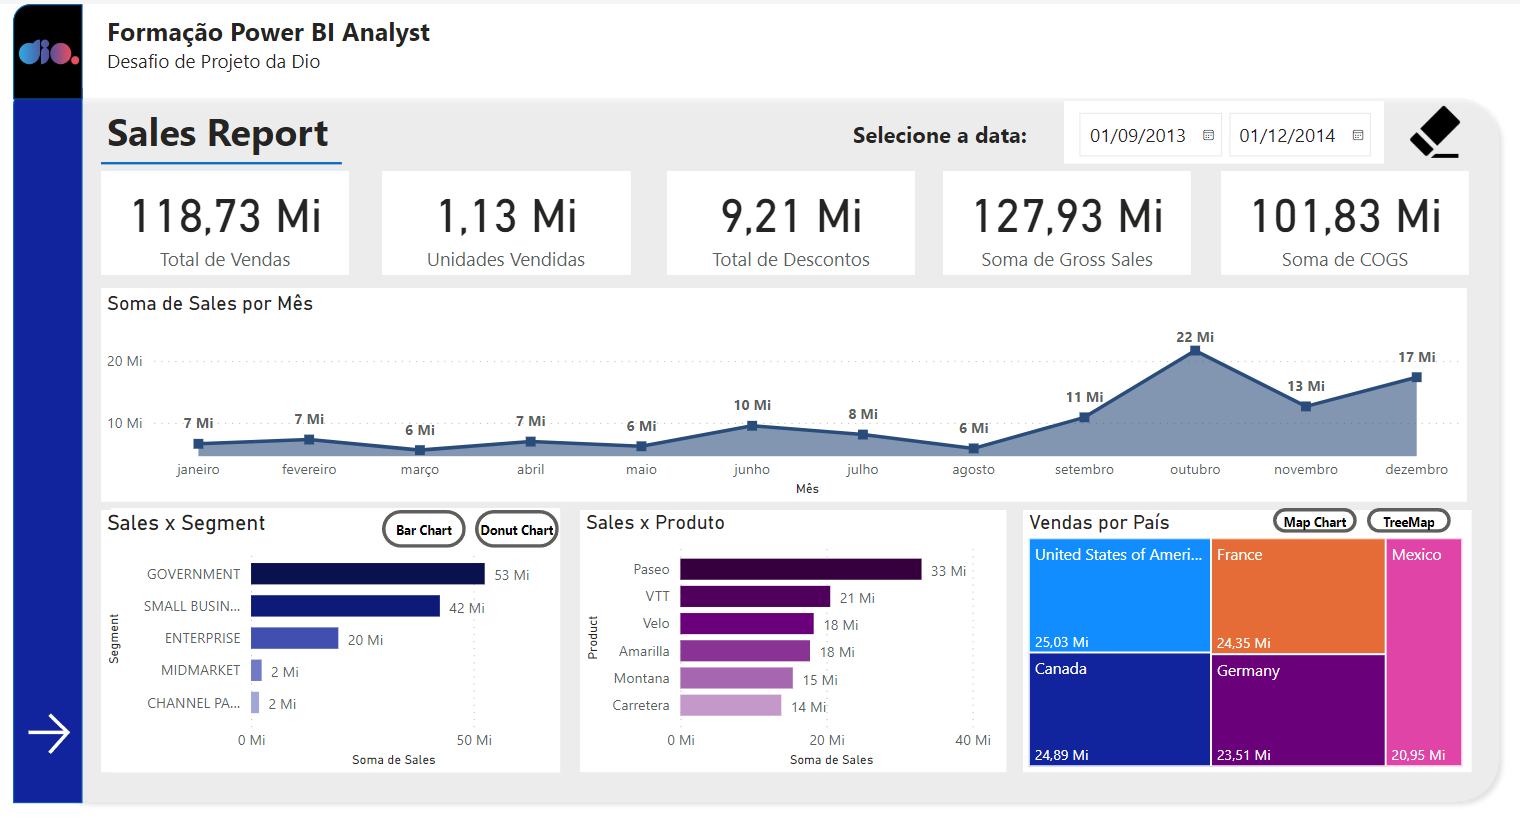 dio.
Formação Power BI Analyst
Desafio de Projeto da Dio
Sales Report
Selecione a data:
01/09/2013
01/12/2014
118,73 Mi
Total de Vendas
1,13 Mi
Unidades Vendidas
9,21 Mi
Total de Descontos
127,93 Mi
Soma de Gross Sales
101,83 Mi
Soma de COGS
Soma de Sales por Mês
20 Mi
10 Mi
7 Mi
7 Mi
6 Mi
7 Mi
6 Mi
10 Mi
8 Mi
6 Mi
11 Mi
22 Mi
13 Mi
17 Mi
janeiro
fevereiro
março
abril
maio
junho
julho
agosto
setembro
outubro
novembro
dezembro
Mês
Sales x Segment
Bar Chart
Donut Chart
Segment
GOVERNMENT
53 Mi
SMALL BUSIN...
42 Mi
ENTERPRISE
20 Mi
MIDMARKET
2 Mi
CHANNEL PA...
2 Mi
0 Mi
50 Mi
Soma de Sales
Sales x Produto
Product
Paseo
33 Mi
VTT
21 Mi
Velo
18 Mi
Amarilla
18 Mi
Montana
15 Mi
Carretera
14 Mi
0 Mi
20 Mi
40 Mi
Soma de Sales
Vendas por País
Map Chart
TreeMap
United States of Ameri...
25,03 Mi
France
24,35 Mi
Mexico
20,95 Mi
Canada
24,89 Mi
Germany
23,51 Mi